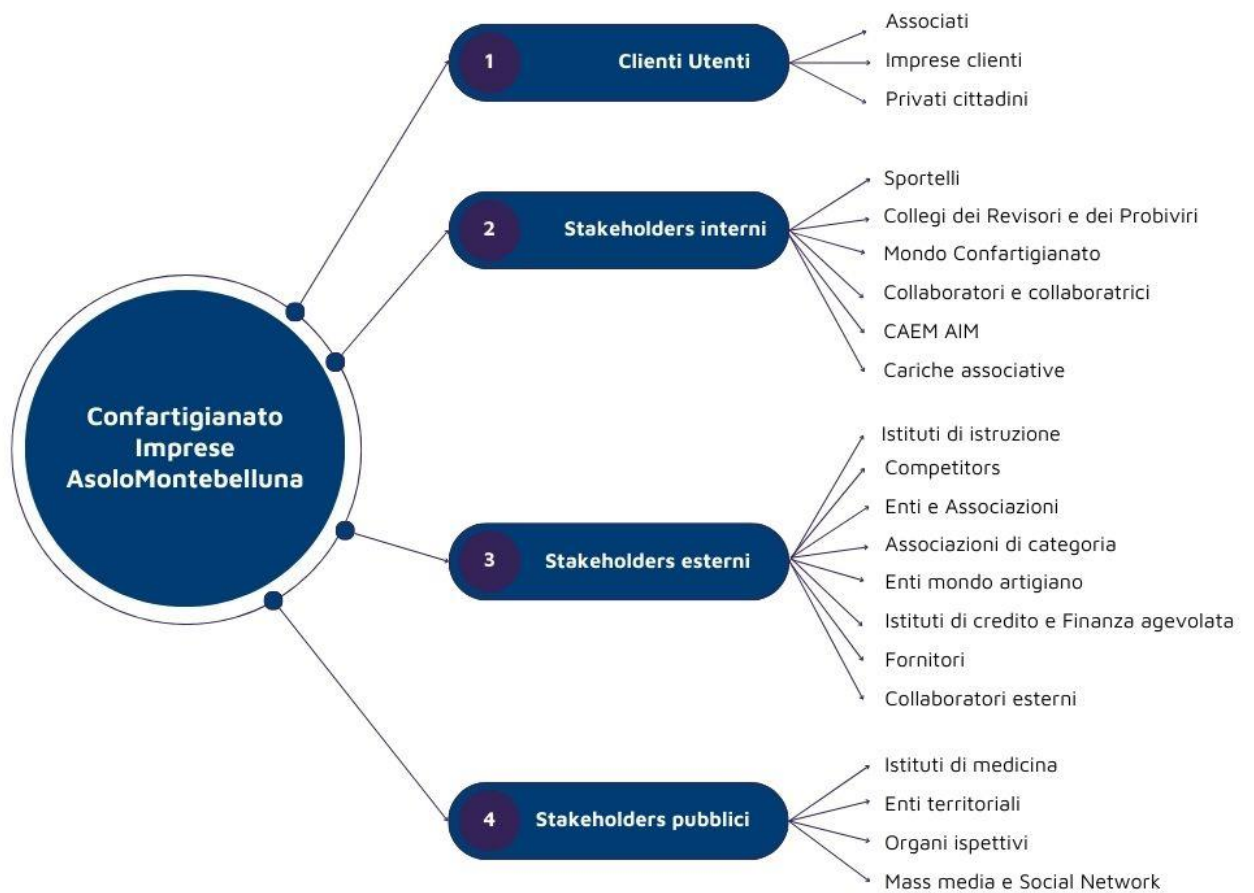 Confartigianato
Imprese
AsoloMontebelluna
1 Clienti Utenti
Associati
Imprese clienti
Privati cittadini
2 Stakeholders interni
Sportelli
Collegi dei Revisori e dei Probiviri
Mondo Confartigianato
Collaboratori e collaboratrici
CAEM AIM
Cariche associative
3 Stakeholders esterni
Istituti di istruzione
Competitors
Enti e Associazioni
Associazioni di categoria
Enti mondo artigiano
Istituti di credito e Finanza agevolata
Fornitori
Collaboratori esterni
4 Stakeholders pubblici
Istituti di medicina
Enti territoriali
Organi ispettivi
Mass media e Social Network